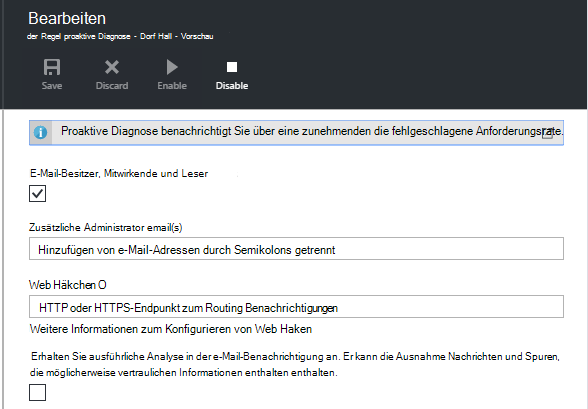 Bearbeiten
der Regel proaktive Diagnose - Dorf Hall - Vorschau
Save Discard Enable Disable
Proaktive Diagnose benachrichtigt Sie über eine zunehmenden die fehlgeschlagene Anforderungsrate.
E-Mail-Besitzer, Mitwirkende und Leser
Zusätzliche Administrator email(s)
Hinzufügen von e-Mail-Adressen durch Semikolons getrennt
Web Häkchen O
HTTP oder HTTPS-Endpunkt zum Routing Benachrichtigungen
Weitere Informationen zum Konfigurieren von Web Haken
Erhalten Sie ausführliche Analyse in der e-Mail-Benachrichtigung an. Er kann die Ausnahme Nachrichten und Spuren,
die möglicherweise vertraulichen Informationen enthalten enthalten.